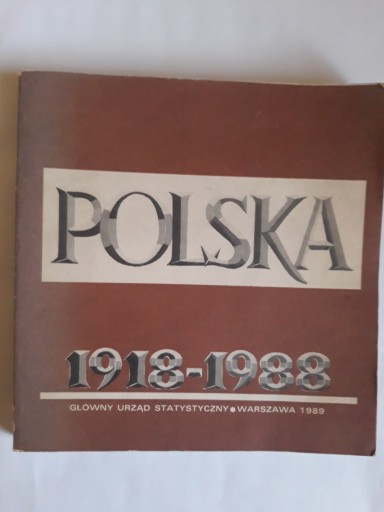 POLSKA
1918-1988
GŁÓWNY URZĄD STATYSTYCZNY●WARSZAWA 1989